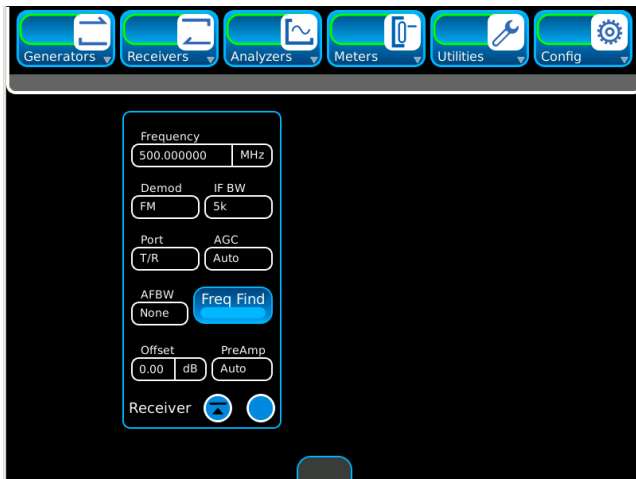 Generators Receivers Analyzers Meters Utilities Config
Frequency
500.000000 MHz
Demod IF BW
FM 5k
Port AGC
T/R Auto
AFBW Freq Find
None
Offset PreAmp
0.00 dB Auto
Receiver